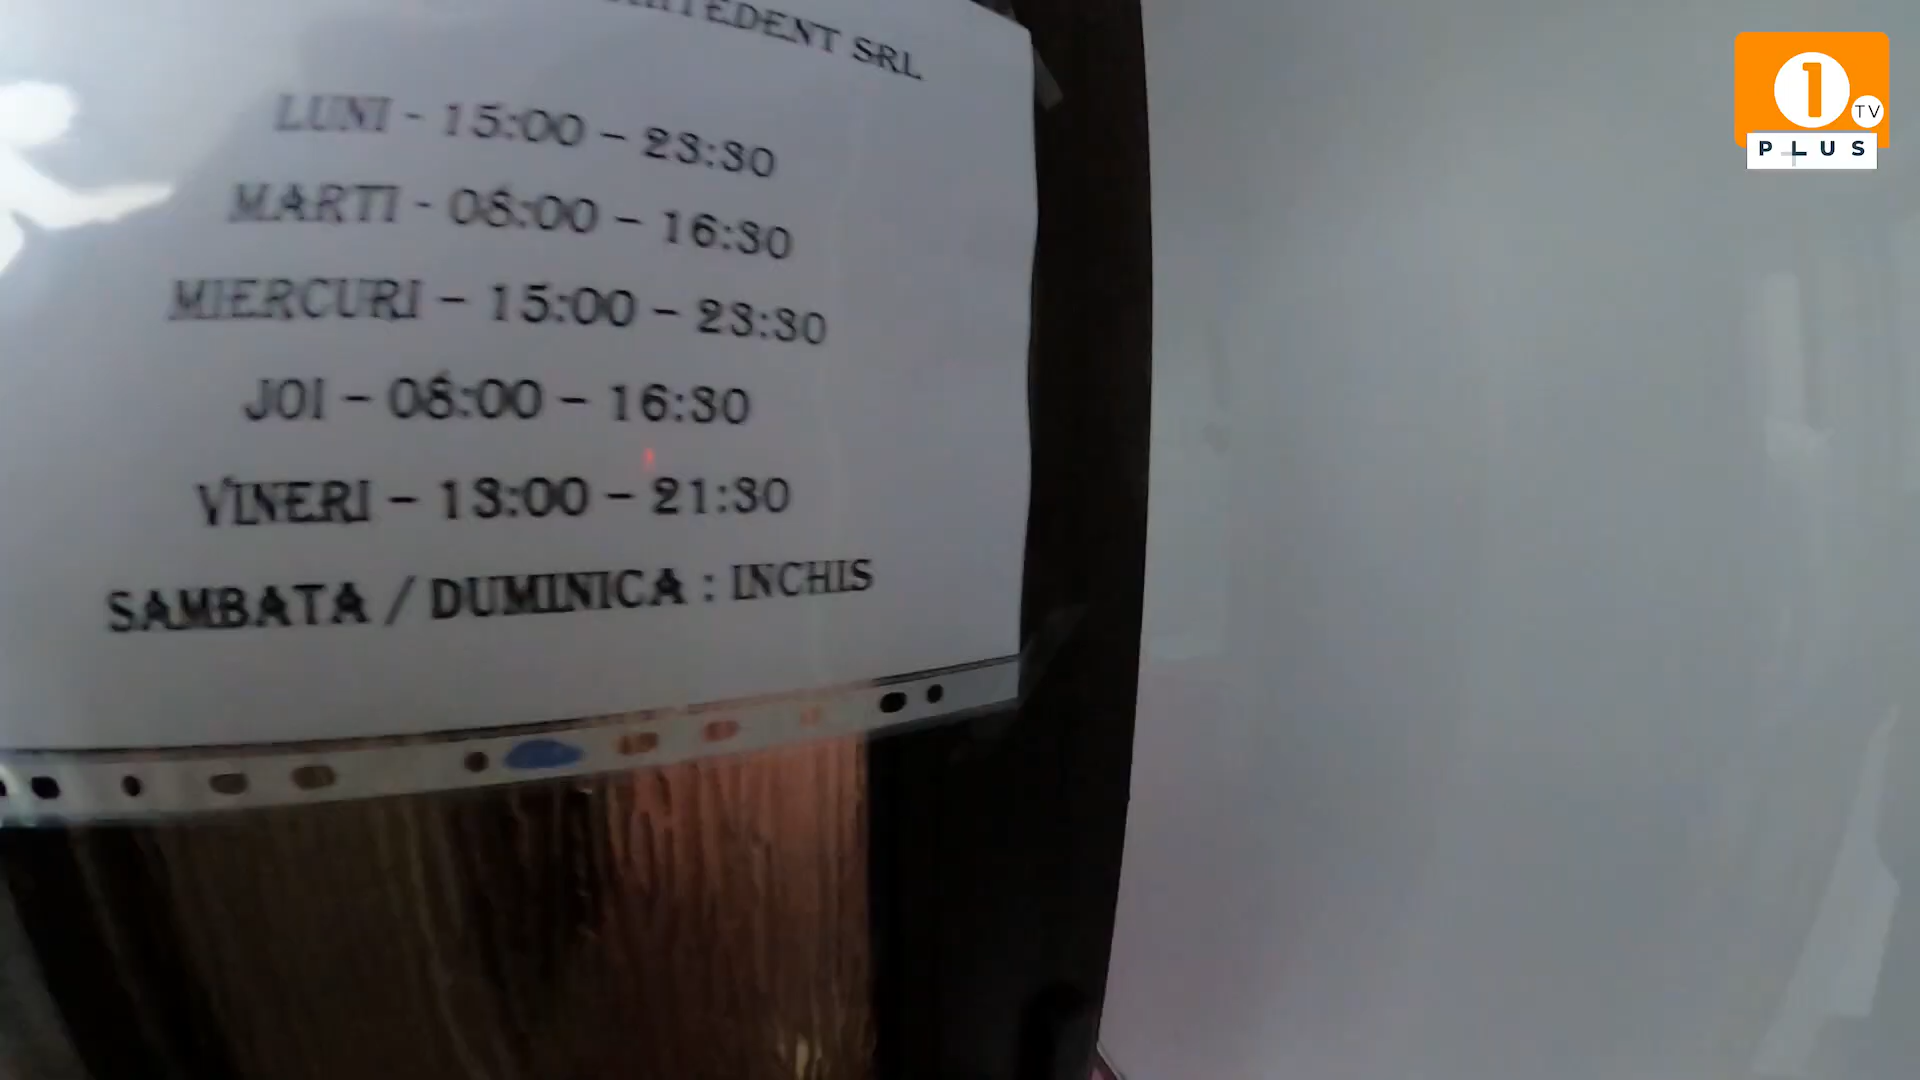 SRL
LUNI - 15:00 – 23:30
MARTI - 08:00 – 16:30
MIERCURI – 15:00 – 23:30
JOI – 08:00 – 16:30
VINERI – 13:00 – 21:30
SAMBATA / DUMINICA : INCHIS
1 TV
PLUS